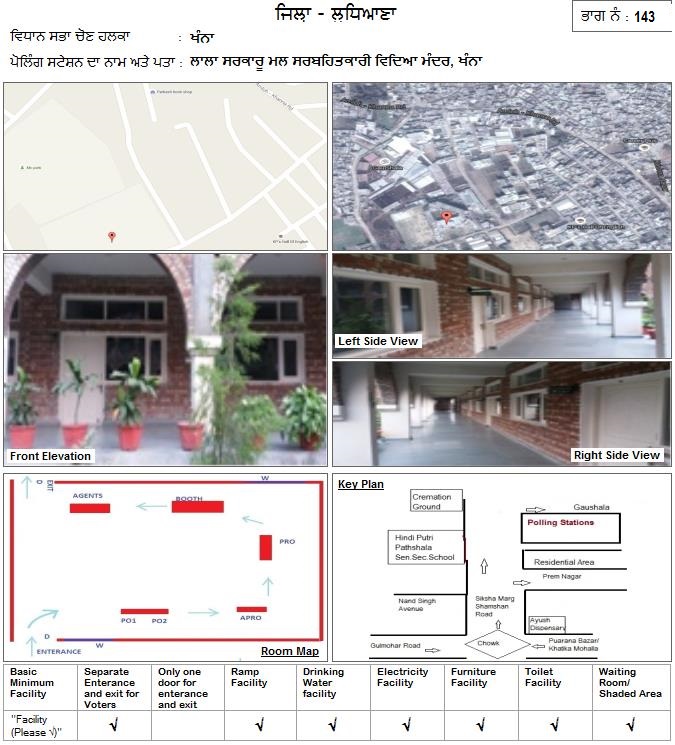 ਜਿਲ੍ਹਾ - ਲੁਧਿਆਣਾ
ਭਾਗ ਨੰ : 143
ਵਿਧਾਨ ਸਭਾ ਚੋਣ ਹਲਕਾ : ਖੰਨਾ
ਪੋਲਿੰਗ ਸਟੇਸ਼ਨ ਦਾ ਨਾਮ ਅਤੇ ਪਤਾ : ਲਾਲਾ ਸਰਕਾਰੂ ਮਲ ਸਰਬਹਿਤਕਾਰੀ ਵਿਦਿਆ ਮੰਦਰ, ਖੰਨਾ
Left Side View
Front Elevation
Right Side View
EXIT
O
W
AGENTS
BOOTH
PRO
PO1
PO2
APRO
D
W
ENTERANCE
Room Map
Key Plan
Cremation
Ground
Gaushala
Polling Stations
Hindi Putri
Pathshala
Sen.Sec.School
Residential Area
Prem Nagar
Nand Singh
Avenue
Siksha Marg
Shamshan
Road
Ayush
Dispensary
Gulmohar Road
Chowk
Puarana Bazar/
Khatika Mohalla
Basic
Minimum
Facility
Separate
Enterance
and exit for
Voters
Only one
door for
enterance
and exit
Ramp
Facility
Drinking
Water
facility
Electricity
Facility
Furniture
Facility
Toilet
Facility
Waiting
Room/
Shaded Area
"Facility
(Please √)"
√ √ √ √ √ √ √